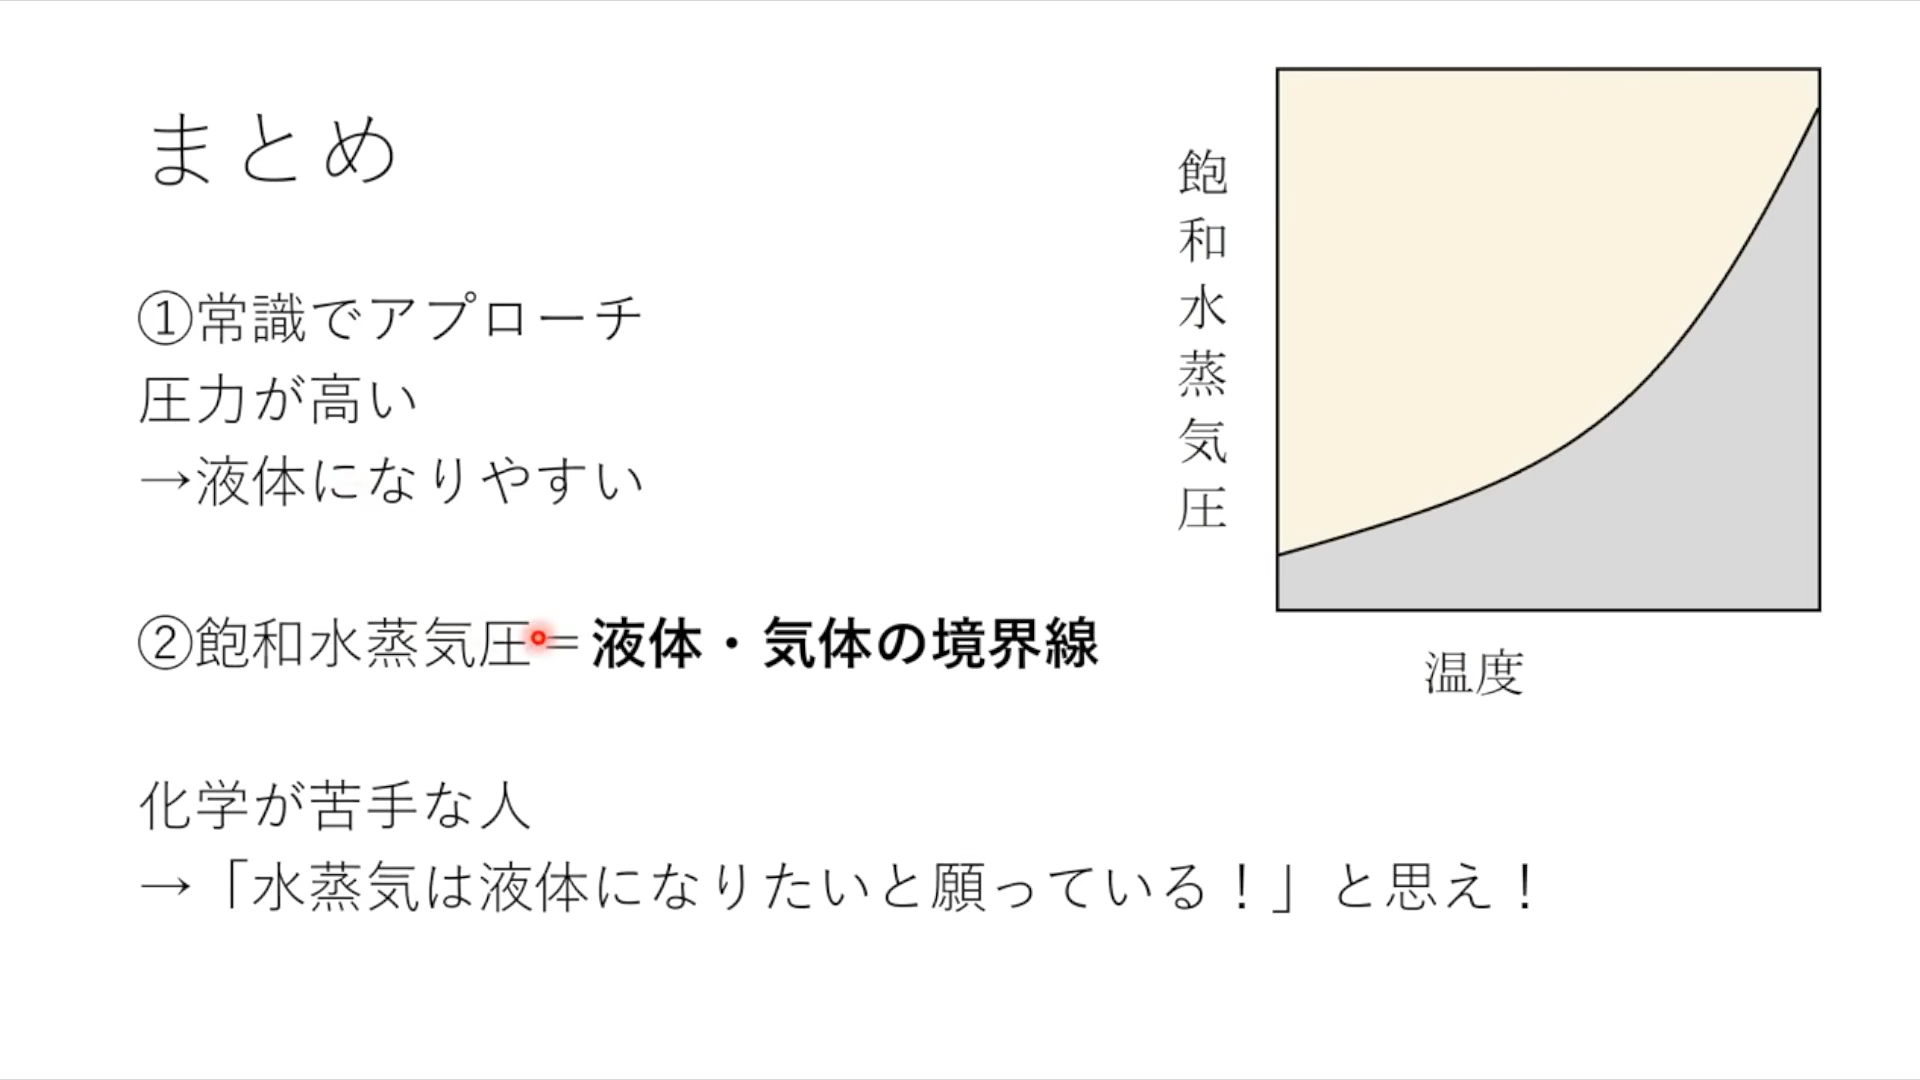 まとめ
①常識でアプローチ
圧力が高い
→液体になりやすい
②飽和水蒸気圧＝液体・気体の境界線
化学が苦手な人
→「水蒸気は液体になりたいと願っている！」と思え！
飽和水蒸気圧
温度